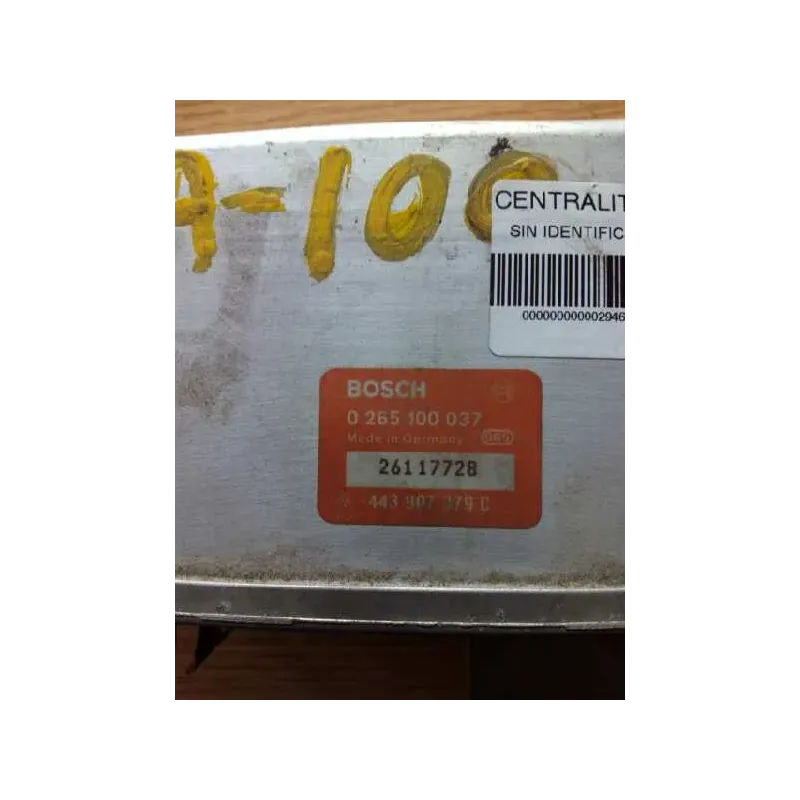 A-100
CENTRALIT
SIN IDENTIFIC
000000000002946
BOSCH
0 265 100 037
Made in Germany
26117728
443 907 379